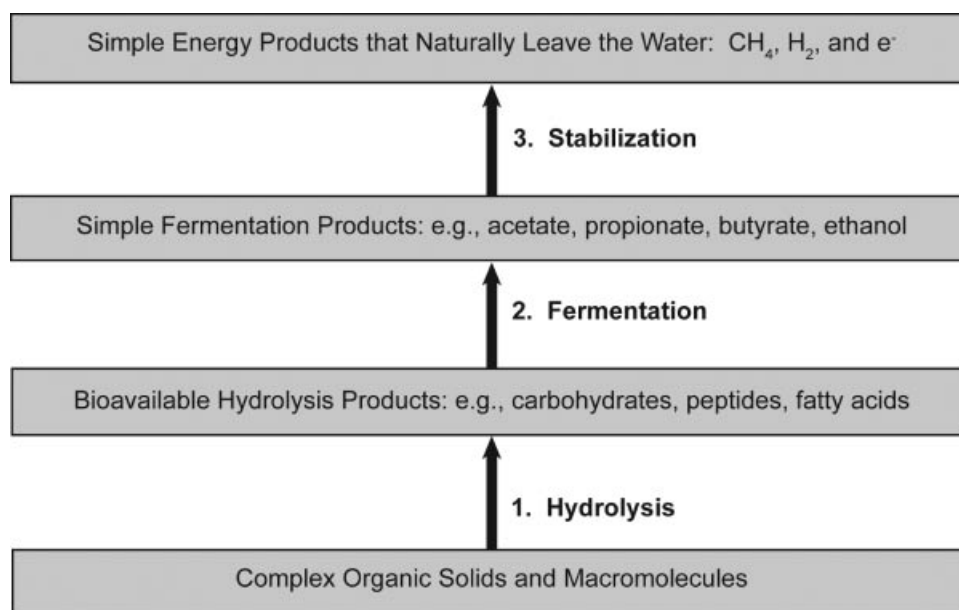 Simple Energy Products that Naturally Leave the Water: CH₄, H₂, and e⁻
3. Stabilization
Simple Fermentation Products: e.g., acetate, propionate, butyrate, ethanol
2. Fermentation
Bioavailable Hydrolysis Products: e.g., carbohydrates, peptides, fatty acids
1. Hydrolysis
Complex Organic Solids and Macromolecules